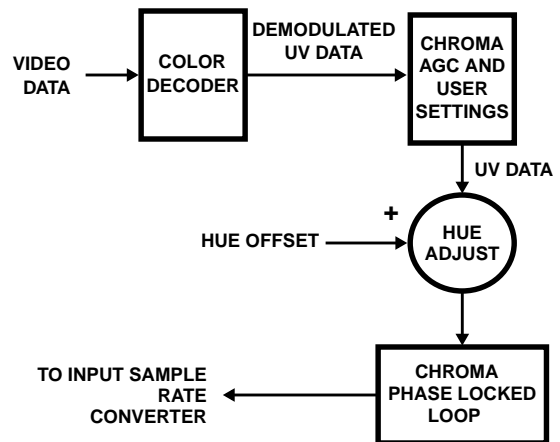 VIDEO
DATA
COLOR
DECODER
DEMODULATED
UV DATA
CHROMA
AGC AND
USER
SETTINGS
UV DATA
+
HUE OFFSET
HUE
ADJUST
CHROMA
PHASE LOCKED
LOOP
TO INPUT SAMPLE
RATE
CONVERTER